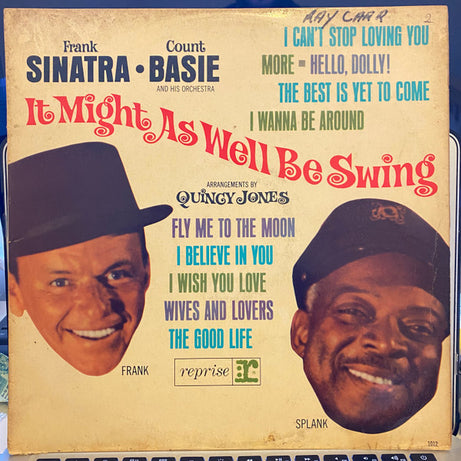 RAY CARR 2
Frank Count
SINATRA • BASIE
AND HIS ORCHESTRA
I CAN'T STOP LOVING YOU
MORE HELLO, DOLLY!
THE BEST IS YET TO COME
I WANNA BE AROUND
It Might As Well Be Swing
ARRANGEMENTS BY
QUINCY JONES
FLY ME TO THE MOON
I BELIEVE IN YOU
I WISH YOU LOVE
WIVES AND LOVERS
THE GOOD LIFE
FRANK
reprise r
SPLANK
1012